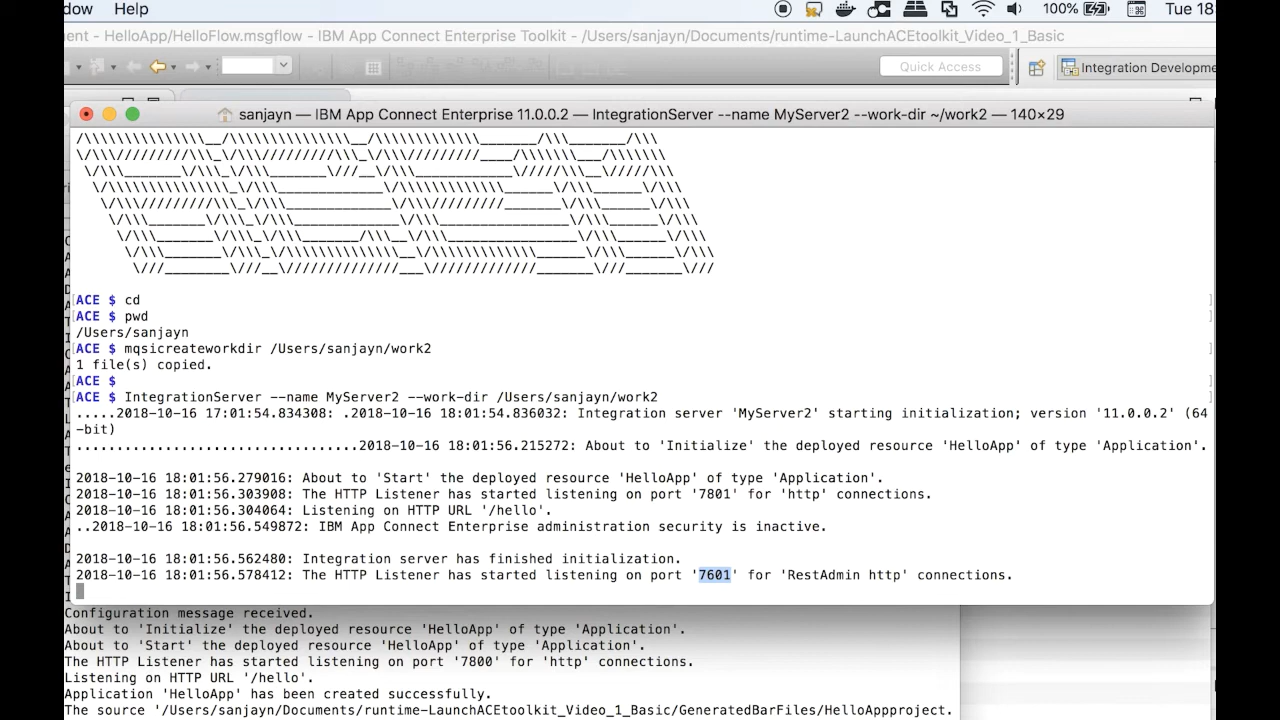 dow Help 100% Tue 18
ent - HelloApp/HelloFlow.msgflow - IBM App Connect Enterprise Toolkit - /Users/sanjayn/Documents/runtime-LaunchACEtoolkit_Video_1_Basic
Quick Access Integration Developme
sanjayn — IBM App Connect Enterprise 11.0.0.2 — IntegrationServer --name MyServer2 --work-dir ~/work2 — 140×29
ACE $ cd
ACE $ pwd
/Users/sanjayn
ACE $ mqsicreateworkdir /Users/sanjayn/work2
1 file(s) copied.
ACE $
ACE $ IntegrationServer --name MyServer2 --work-dir /Users/sanjayn/work2
.....2018-10-16 17:01:54.834308: .2018-10-16 18:01:54.836032: Integration server 'MyServer2' starting initialization; version '11.0.0.2' (64
-bit)
...................................2018-10-16 18:01:56.215272: About to 'Initialize' the deployed resource 'HelloApp' of type 'Application'.
2018-10-16 18:01:56.279016: About to 'Start' the deployed resource 'HelloApp' of type 'Application'.
2018-10-16 18:01:56.303908: The HTTP Listener has started listening on port '7801' for 'http' connections.
2018-10-16 18:01:56.304064: Listening on HTTP URL '/hello'.
..2018-10-16 18:01:56.549872: IBM App Connect Enterprise administration security is inactive.
2018-10-16 18:01:56.562480: Integration server has finished initialization.
2018-10-16 18:01:56.578412: The HTTP Listener has started listening on port '7601' for 'RestAdmin http' connections.
Configuration message received.
About to 'Initialize' the deployed resource 'HelloApp' of type 'Application'.
About to 'Start' the deployed resource 'HelloApp' of type 'Application'.
The HTTP Listener has started listening on port '7800' for 'http' connections.
Listening on HTTP URL '/hello'.
Application 'HelloApp' has been created successfully.
The source '/Users/sanjayn/Documents/runtime-LaunchACEtoolkit_Video_1_Basic/GeneratedBarFiles/HelloAppproject.